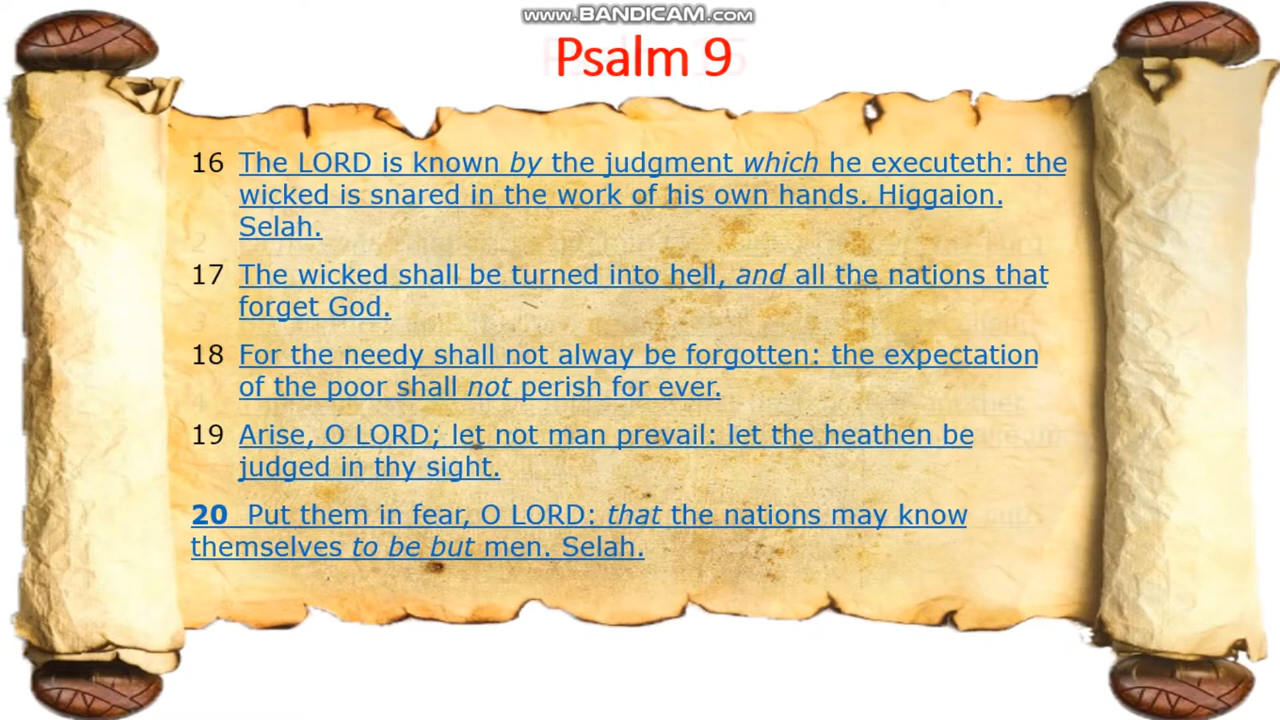 www.BANDICAM.com
Psalm 9
16 The LORD is known by the judgment which he executeth: the
wicked is snared in the work of his own hands. Higgaion.
Selah.
17 The wicked shall be turned into hell, and all the nations that
forget God.
18 For the needy shall not alway be forgotten: the expectation
of the poor shall not perish for ever.
19 Arise, O LORD; let not man prevail: let the heathen be
judged in thy sight.
20 Put them in fear, O LORD: that the nations may know
themselves to be but men. Selah.